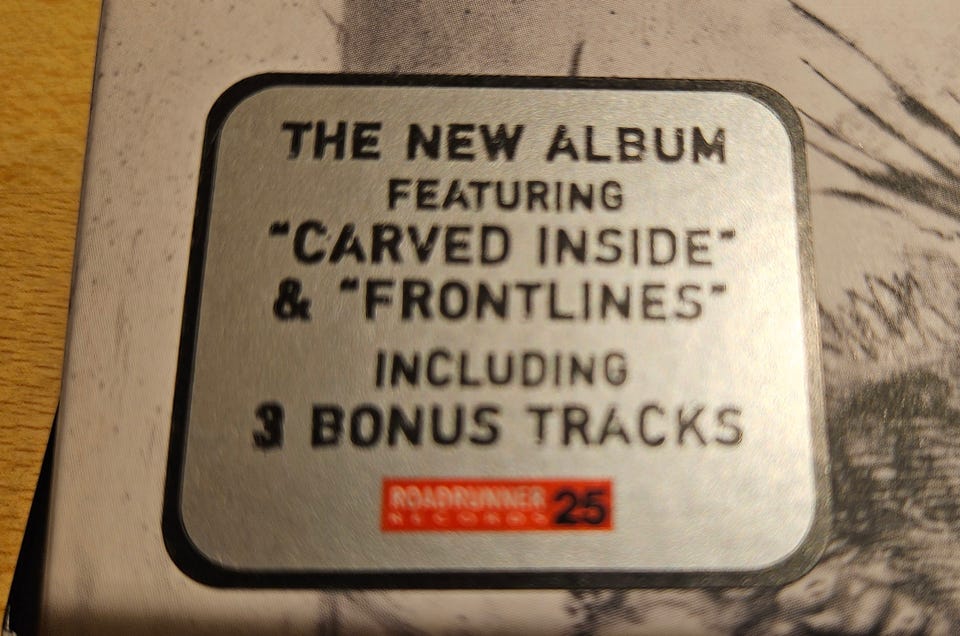 THE NEW ALBUM
FEATURING
"CARVED INSIDE"
& "FRONTLINES"
INCLUDING
3 BONUS TRACKS
ROADRUNNER
RECORDS 25